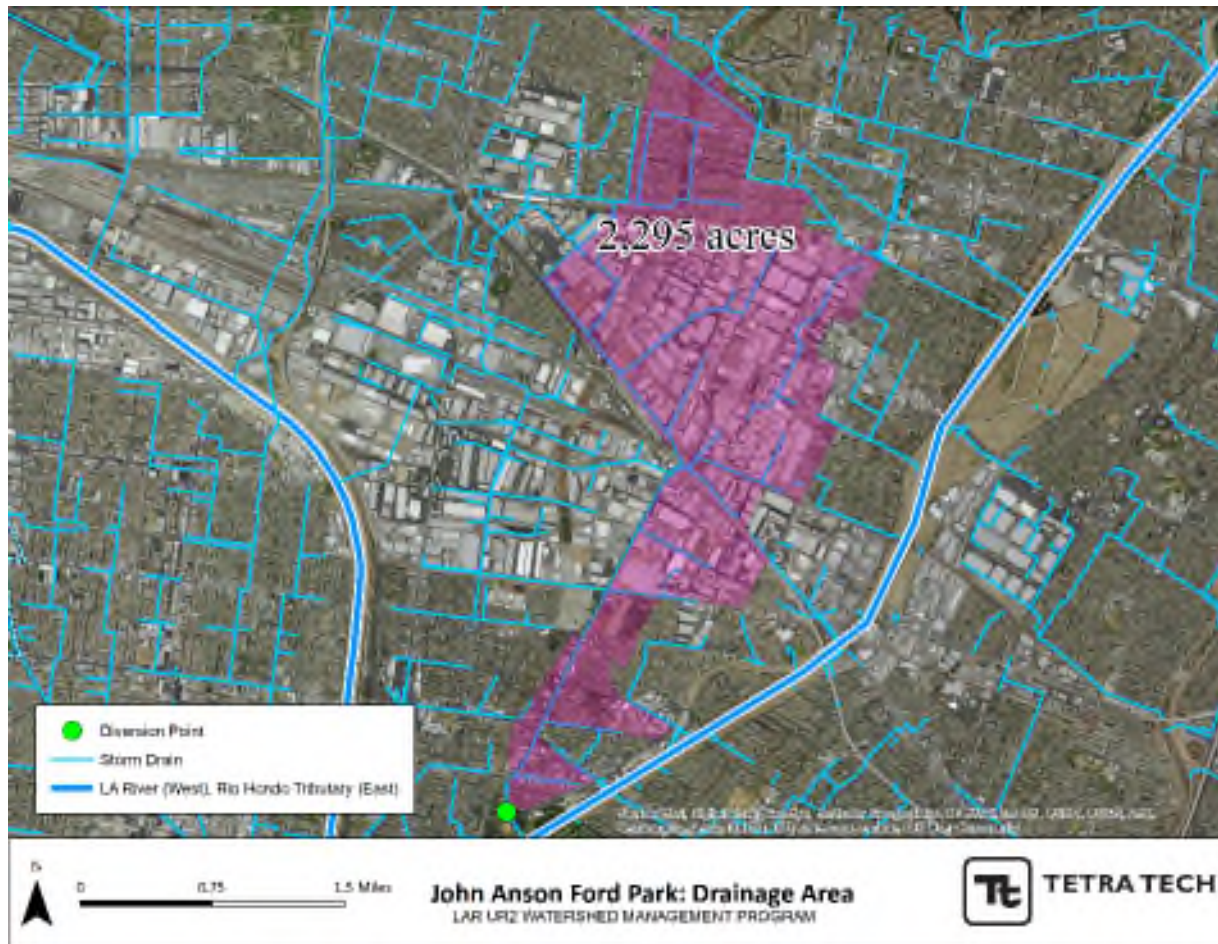 2,295 acres
Diversion Point
Storm Drain
LA River (West), Rio Hondo Tributary (East)
N
0 0.75 1.5 Miles
John Anson Ford Park: Drainage Area
LAR UR2 WATERSHED MANAGEMENT PROGRAM
Tt TETRA TECH